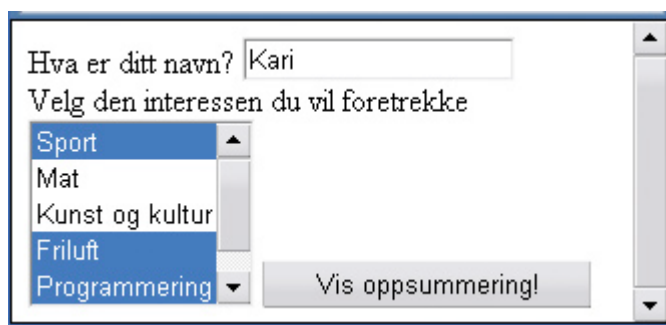 Hva er ditt navn? Kari
Velg den interessen du vil foretrekke
Sport
Mat
Kunst og kultur
Friluft
Programmering
Vis oppsummering!